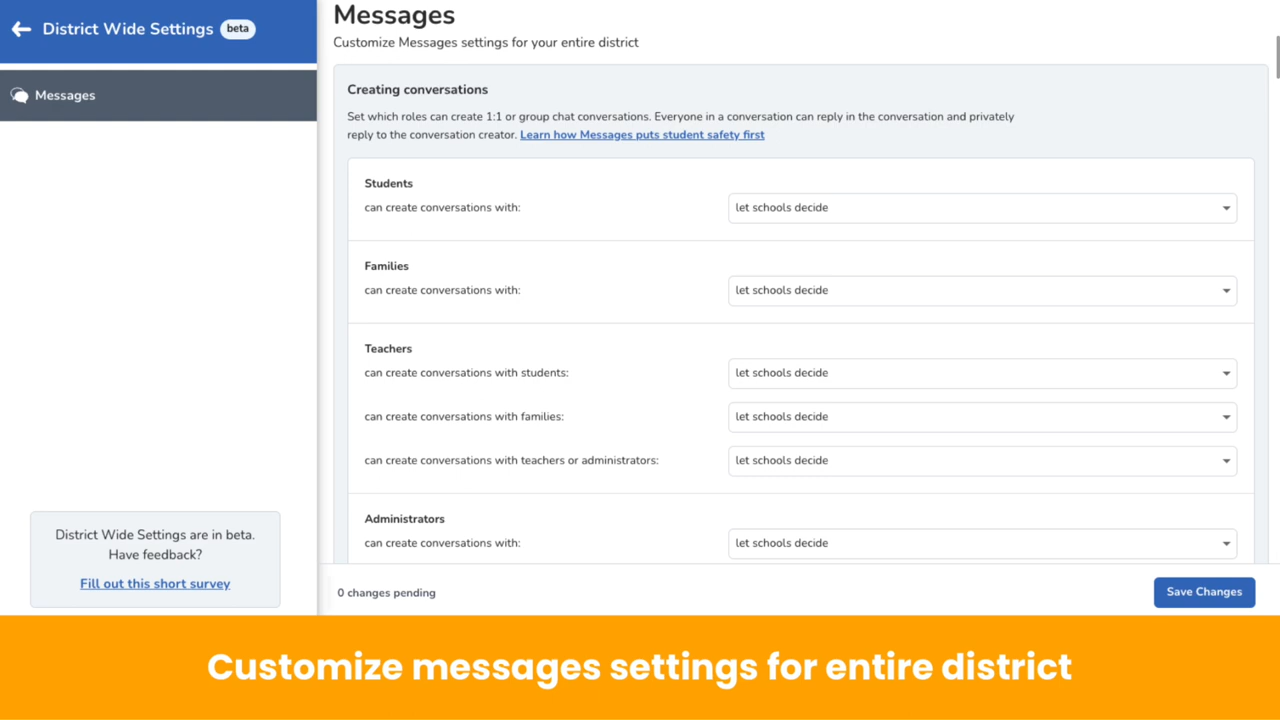 District Wide Settings beta
Messages
Messages
Customize Messages settings for your entire district
Creating conversations
Set which roles can create 1:1 or group chat conversations. Everyone in a conversation can reply in the conversation and privately
reply to the conversation creator. Learn how Messages puts student safety first
Students
can create conversations with: let schools decide
Families
can create conversations with: let schools decide
Teachers
can create conversations with students: let schools decide
can create conversations with families: let schools decide
can create conversations with teachers or administrators: let schools decide
Administrators
can create conversations with: let schools decide
District Wide Settings are in beta.
Have feedback?
Fill out this short survey
0 changes pending
Save Changes
Customize messages settings for entire district